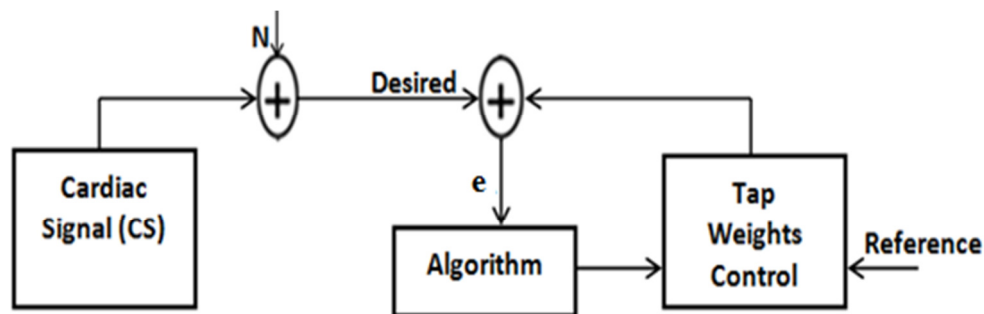 N
+
Desired
+
Cardiac
Signal (CS)
e
Algorithm
Tap
Weights
Control
Reference